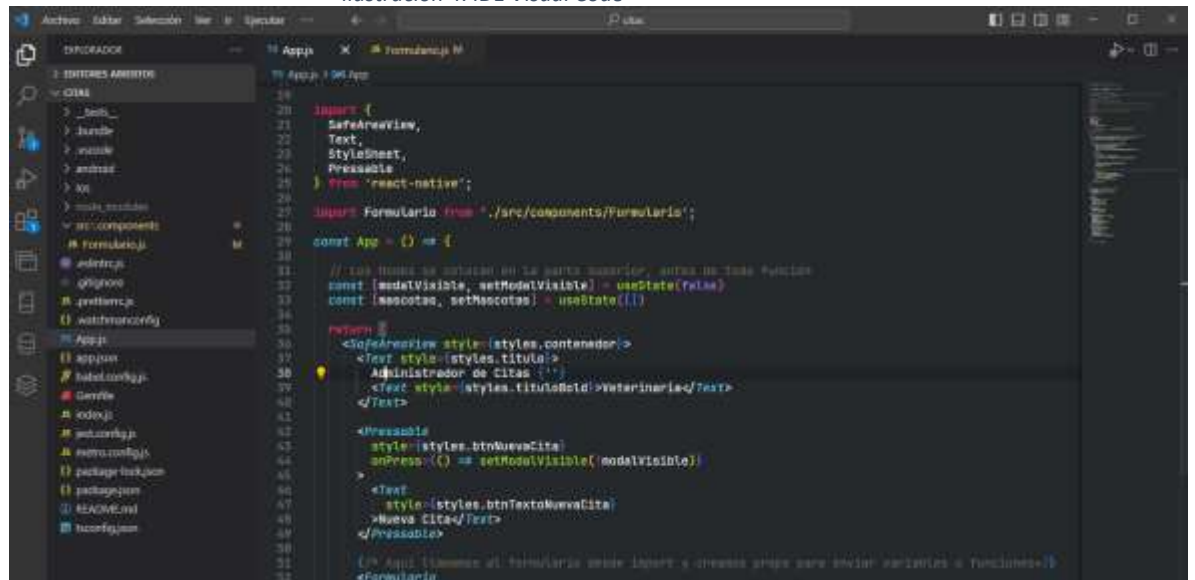 Archivo Editar Selección Ver Ir Ejecutar ···
citas
EXPLORADOR
EDITORES ABIERTOS
CITAS
__tests__
.bundle
.vscode
android
ios
node_modules
src\components
Formulario.js M
.eslintrc.js
.gitignore
.prettierrc.js
.watchmanconfig
App.js
app.json
babel.config.js
Gemfile
index.js
jest.config.js
metro.config.js
package-lock.json
package.json
README.md
tsconfig.json
App.js Formulario.js M
App.js > App
19
20 import {
21 SafeAreaView,
22 Text,
23 StyleSheet,
24 Pressable
25 } from 'react-native';
26
27 import Formulario from './src/components/Formulario';
28
29 const App = () => {
30
31 // Los Hooks se colocan en la parte superior, antes de toda función
32 const [modalVisible, setModalVisible] = useState(false)
33 const [mascotas, setMascotas] = useState([])
34
35 return (
36 <SafeAreaView style={styles.contenedor}>
37 <Text style={styles.titulo}>
38 Administrador de Citas {''}
39 <Text style={styles.tituloBold}>Veterinaria</Text>
40 </Text>
41
42 <Pressable
43 style={styles.btnNuevaCita}
44 onPress={() => setModalVisible(!modalVisible)}
45 >
46 <Text
47 style={styles.btnTextoNuevaCita}
48 >Nueva Cita</Text>
49 </Pressable>
50
51 {/* Aquí llamamos al formulario desde import y creamos props para enviar variables o funciones*/}
52 <Formulario